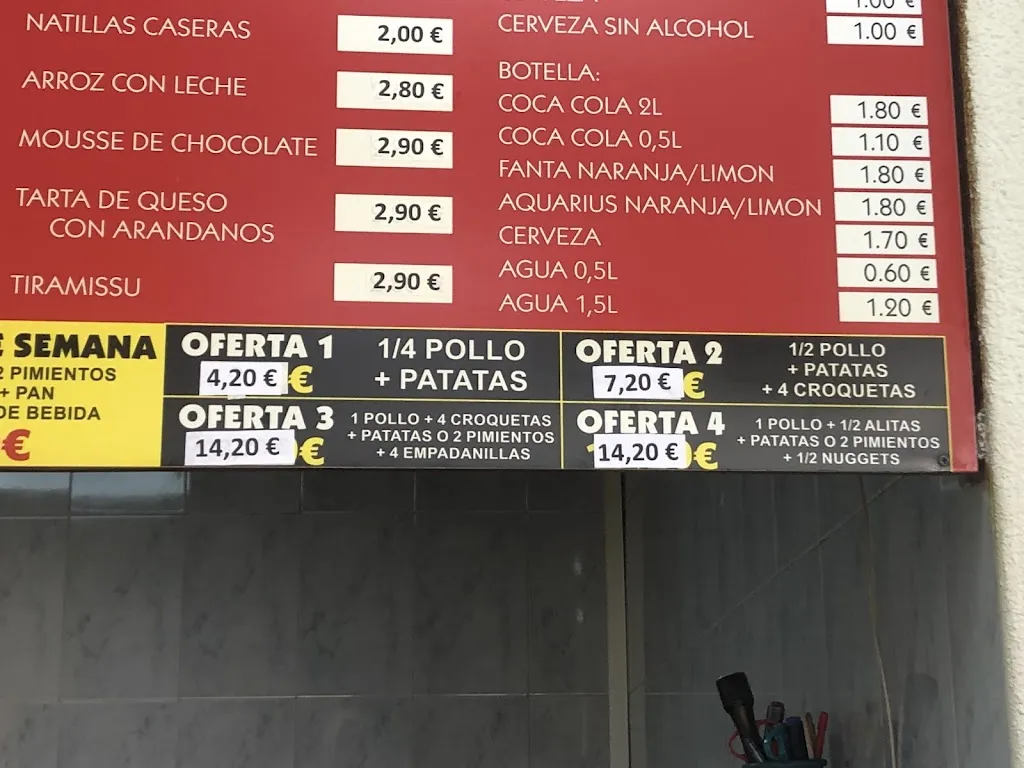 NATILLAS CASERAS 2,00 €
ARROZ CON LECHE 2,80 €
MOUSSE DE CHOCOLATE 2,90 €
TARTA DE QUESO
CON ARANDANOS 2,90 €
TIRAMISSU 2,90 €
1.00 €
CERVEZA SIN ALCOHOL 1.00 €
BOTELLA:
COCA COLA 2L 1.80 €
COCA COLA 0,5L 1.10 €
FANTA NARANJA/LIMON 1.80 €
AQUARIUS NARANJA/LIMON 1.80 €
CERVEZA 1.70 €
AGUA 0,5L 0.60 €
AGUA 1,5L 1.20 €
SEMANA
2 PIMIENTOS
+ PAN
DE BEBIDA
€
OFERTA 1
4,20 € €
1/4 POLLO
+ PATATAS
OFERTA 2
7,20 € €
1/2 POLLO
+ PATATAS
+ 4 CROQUETAS
OFERTA 3
14,20 € €
1 POLLO + 4 CROQUETAS
+ PATATAS O 2 PIMIENTOS
+ 4 EMPADANILLAS
OFERTA 4
14,20 € €
1 POLLO + 1/2 ALITAS
+ PATATAS O 2 PIMIENTOS
+ 1/2 NUGGETS